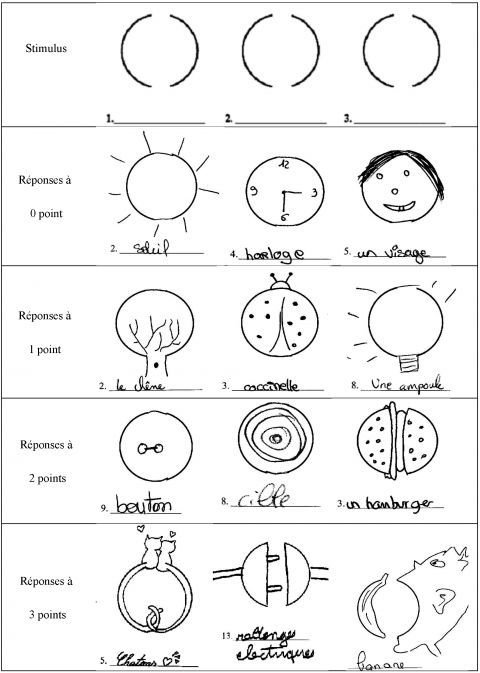 Stimulus
1.
2.
3.
Réponses à
0 point
12
9
3
6
2. soleil
4. horloge
5. un visage
Réponses à
1 point
2. le chêne
3. coccinelle
8. Une ampoule
Réponses à
2 points
9. bouton
8. cible
3. un hamburger
Réponses à
3 points
5. Chatons
13. rallonges
electriques
banane